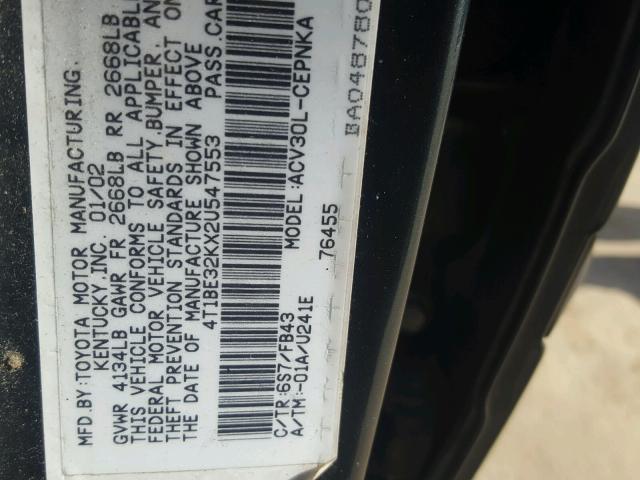 MFD.BY:TOYOTA MOTOR MANUFACTURING.
KENTUCKY.INC. 01/02
GVWR 4134LB GAWR FR 2668LB RR 2668LB
THIS VEHICLE CONFORMS TO ALL APPLICABLE
FEDERAL MOTOR VEHICLE SAFETY,BUMPER, AND
THEFT PREVENTION STANDARDS IN EFFECT ON
THE DATE OF MANUFACTURE SHOWN ABOVE
4T1BE32KX2U547553 PASS.CAR
MODEL:ACV30L-CEPNKA
C/TR:6S7/FB43 76455
A/TM:-01A/U241E
BA048780